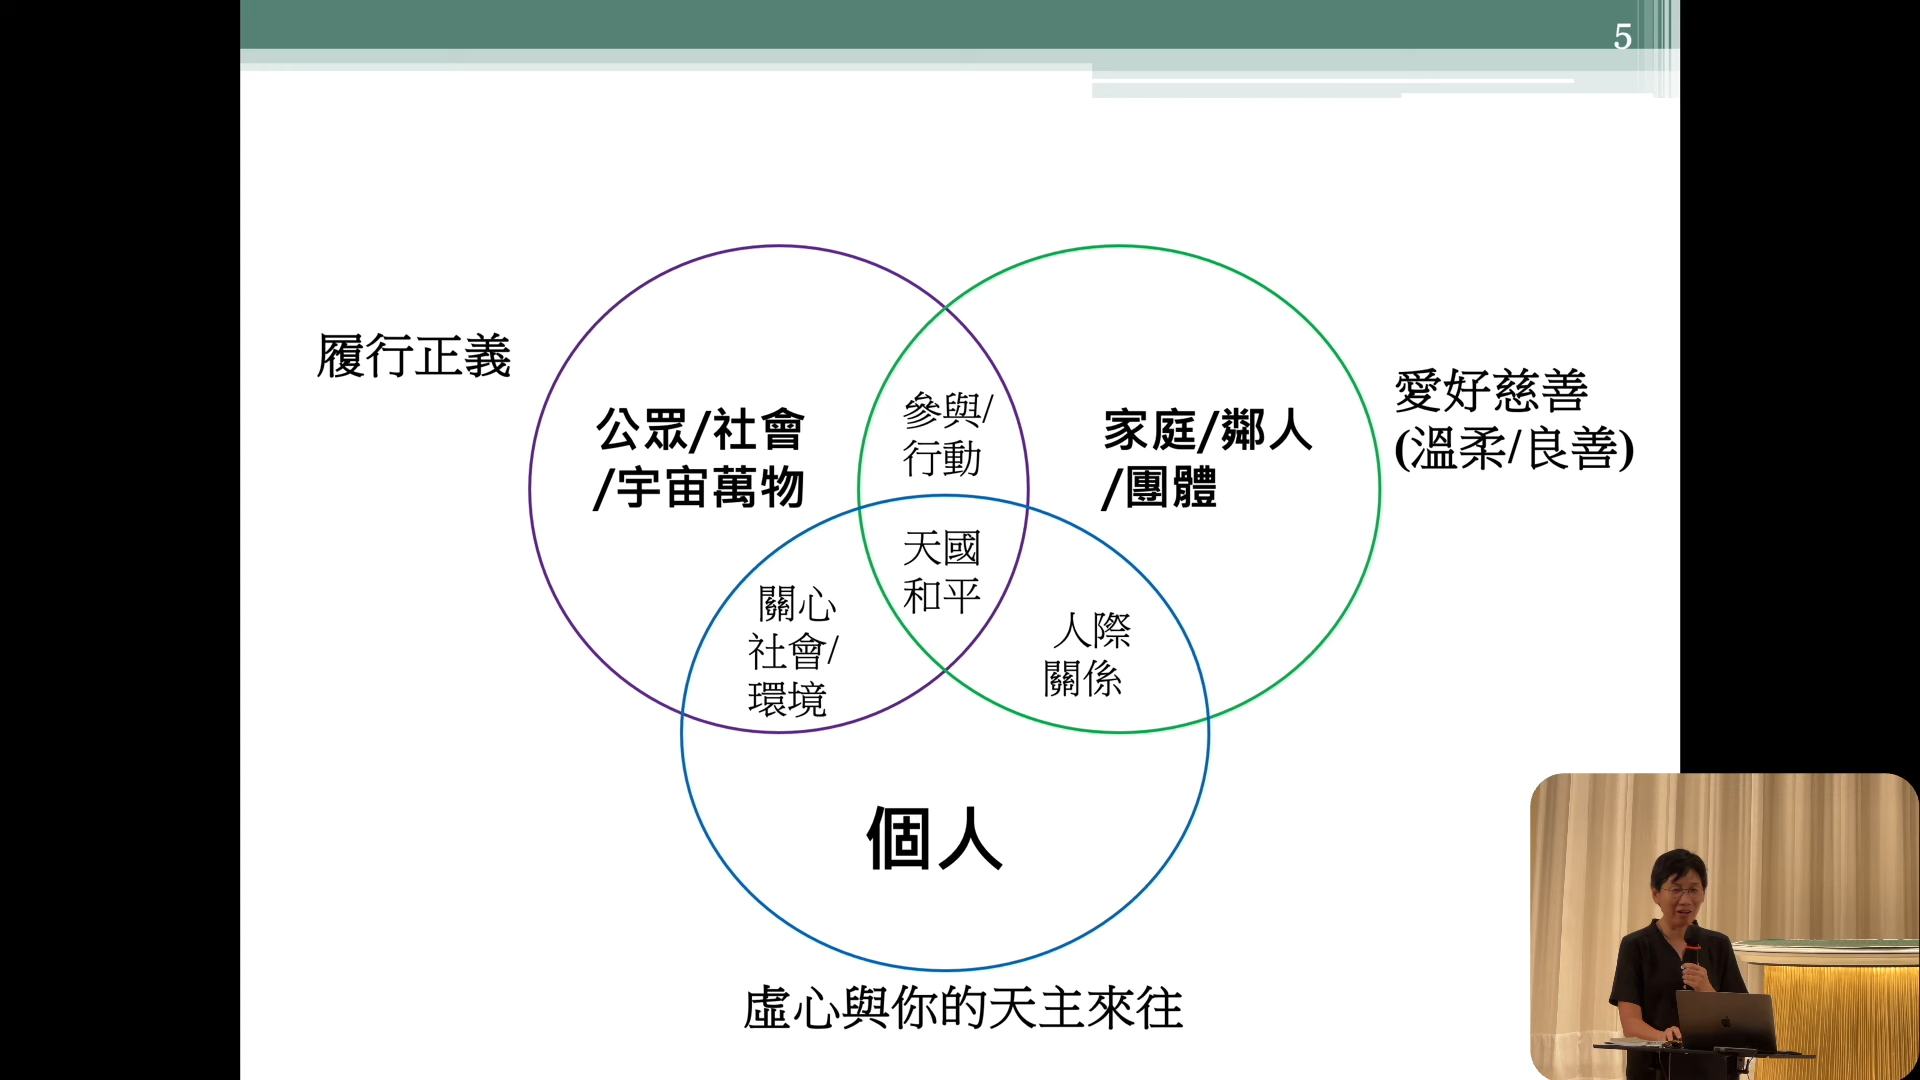 5
履行正義
愛好慈善
(溫柔/良善)
公眾/社會
/宇宙萬物
參與/
行動
家庭/鄰人
/團體
天國
和平
關心
社會/
環境
人際
關係
個人
虛心與你的天主來往